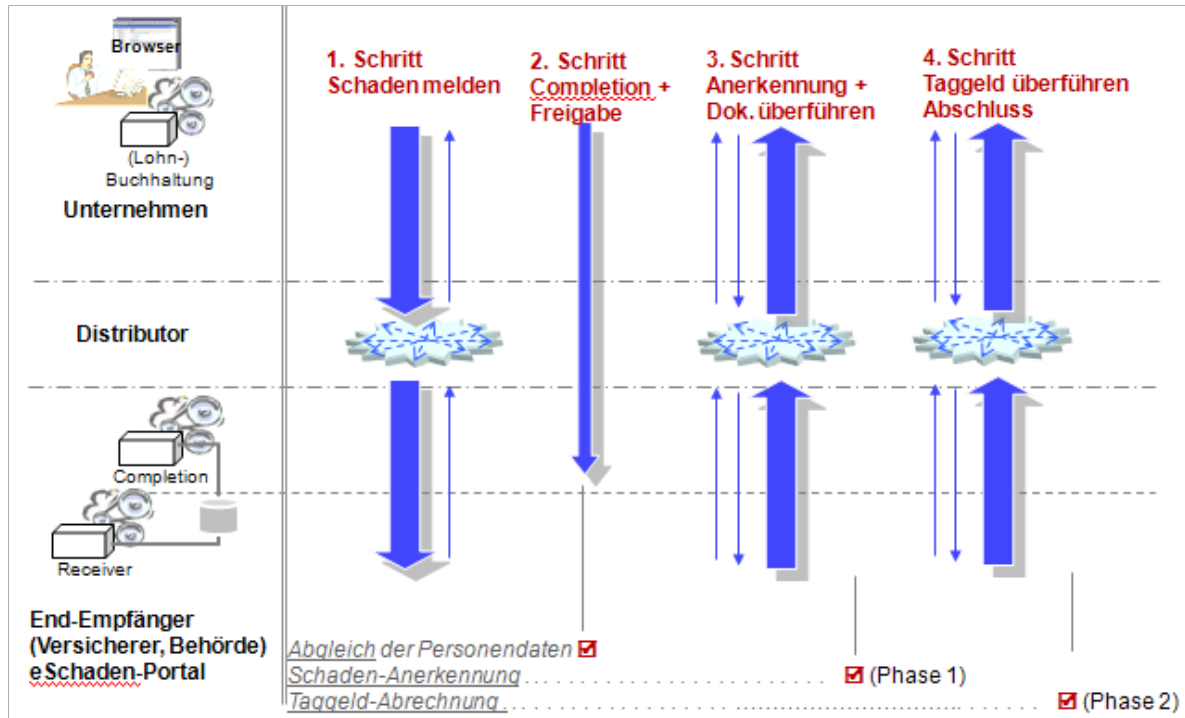 Browser
(Lohn-)
Buchhaltung
Unternehmen
1. Schritt
Schaden melden
2. Schritt
Completion +
Freigabe
3. Schritt
Anerkennung +
Dok. überführen
4. Schritt
Taggeld überführen
Abschluss
Distributor
Completion
Receiver
End-Empfänger
(Versicherer, Behörde)
eSchaden-Portal
Abgleich der Personendaten
Schaden-Anerkennung (Phase 1)
Taggeld-Abrechnung (Phase 2)